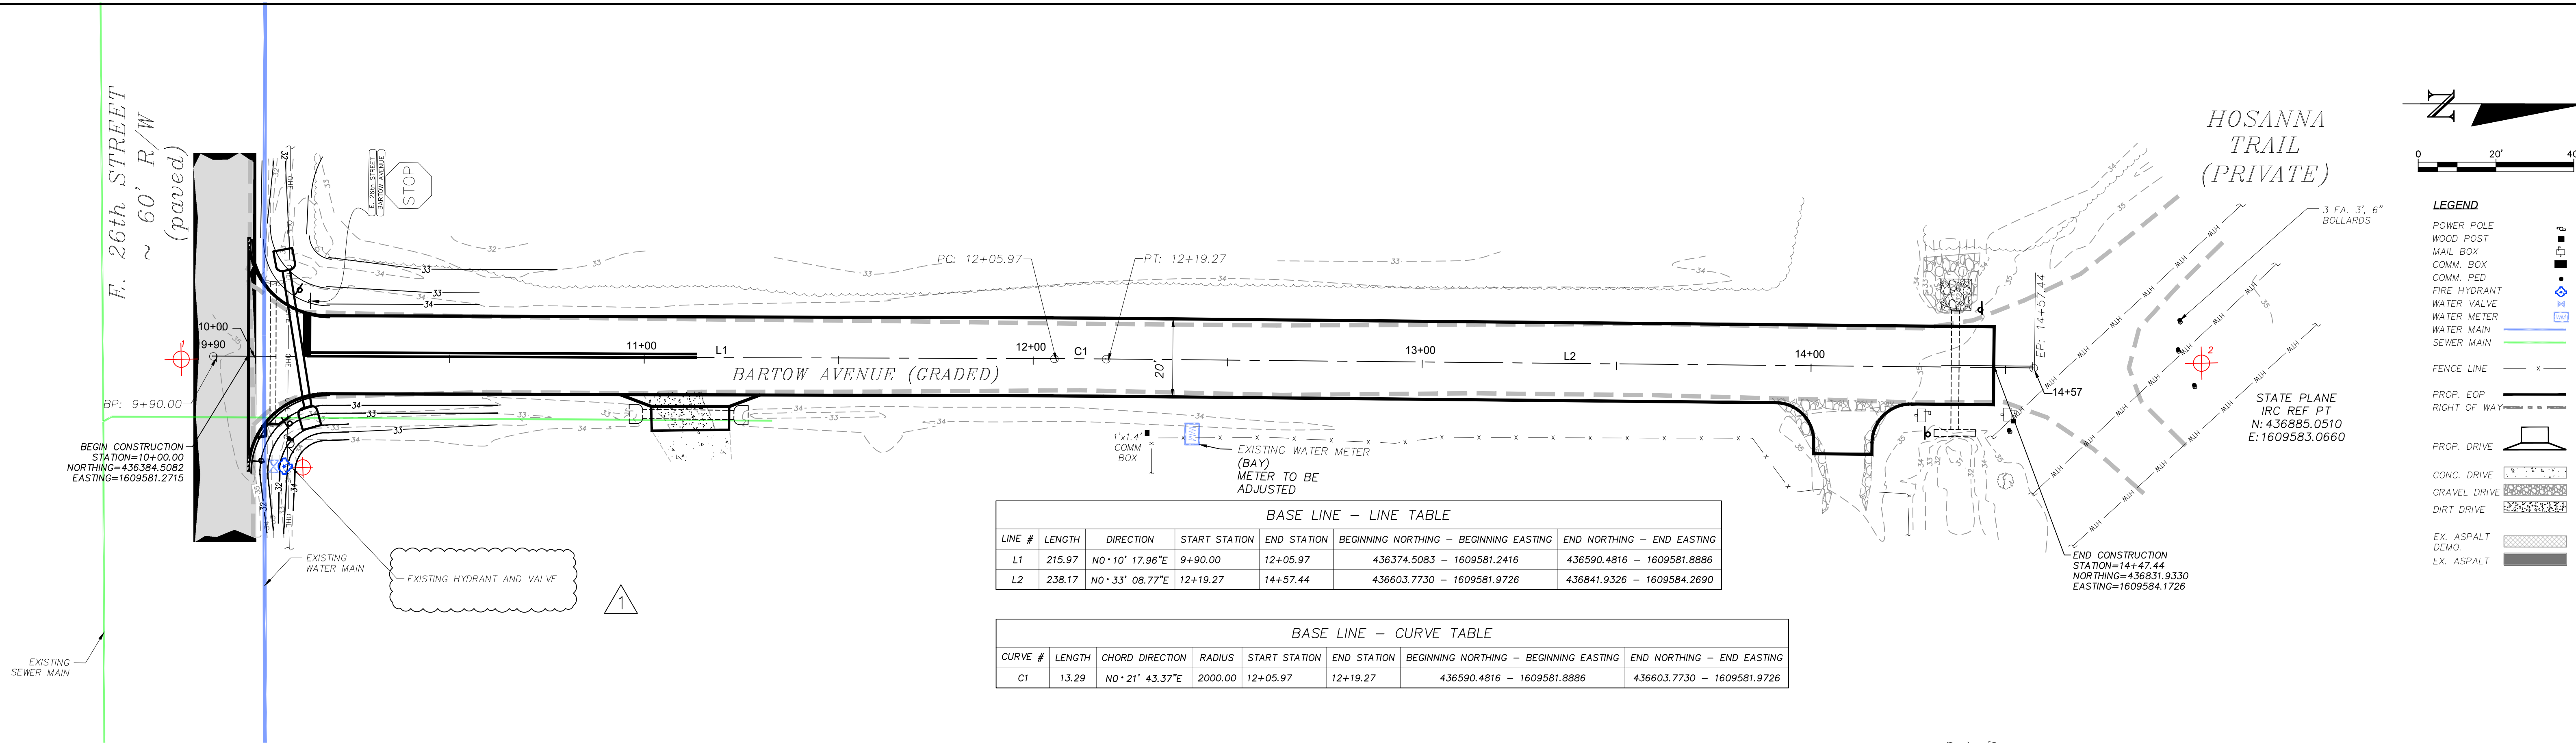 E. 26th STREET
~ 60' R/W
(paved)
E. 26th STREET
BARTOW AVENUE
STOP
HOSANNA
TRAIL
(PRIVATE)
3 EA. 3', 6"
BOLLARDS
N
0 20' 40
PC: 12+05.97
PT: 12+19.27
EP: 14+57.44
10+00
9+90
11+00
L1
12+00
C1
13+00
L2
14+00
14+57
BARTOW AVENUE (GRADED)
20'
1
2
BP: 9+90.00
BEGIN CONSTRUCTION
STATION=10+00.00
NORTHING=436384.5082
EASTING=1609581.2715
1'x1.4'
COMM
BOX
EXISTING WATER METER
(BAY)
METER TO BE
ADJUSTED
STATE PLANE
IRC REF PT
N: 436885.0510
E: 1609583.0660
END CONSTRUCTION
STATION=14+47.44
NORTHING=436831.9330
EASTING=1609584.1726
EXISTING
WATER MAIN
EXISTING HYDRANT AND VALVE
1
EXISTING
SEWER MAIN
BASE LINE – LINE TABLE
LINE # LENGTH DIRECTION START STATION END STATION BEGINNING NORTHING – BEGINNING EASTING END NORTHING – END EASTING
L1 215.97 N0° 10' 17.96"E 9+90.00 12+05.97 436374.5083 – 1609581.2416 436590.4816 – 1609581.8886
L2 238.17 N0° 33' 08.77"E 12+19.27 14+57.44 436603.7730 – 1609581.9726 436841.9326 – 1609584.2690
BASE LINE – CURVE TABLE
CURVE # LENGTH CHORD DIRECTION RADIUS START STATION END STATION BEGINNING NORTHING – BEGINNING EASTING END NORTHING – END EASTING
C1 13.29 N0° 21' 43.37"E 2000.00 12+05.97 12+19.27 436590.4816 – 1609581.8886 436603.7730 – 1609581.9726
LEGEND
POWER POLE
WOOD POST
MAIL BOX
COMM. BOX
COMM. PED
FIRE HYDRANT
WATER VALVE
WATER METER
WATER MAIN
SEWER MAIN
FENCE LINE
PROP. EOP
RIGHT OF WAY
PROP. DRIVE
CONC. DRIVE
GRAVEL DRIVE
DIRT DRIVE
EX. ASPALT
DEMO.
EX. ASPALT